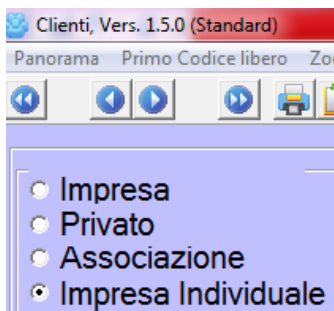 Clienti, Vers. 1.5.0 (Standard)
Panorama Primo Codice libero
Impresa
Privato
Associazione
Impresa Individuale